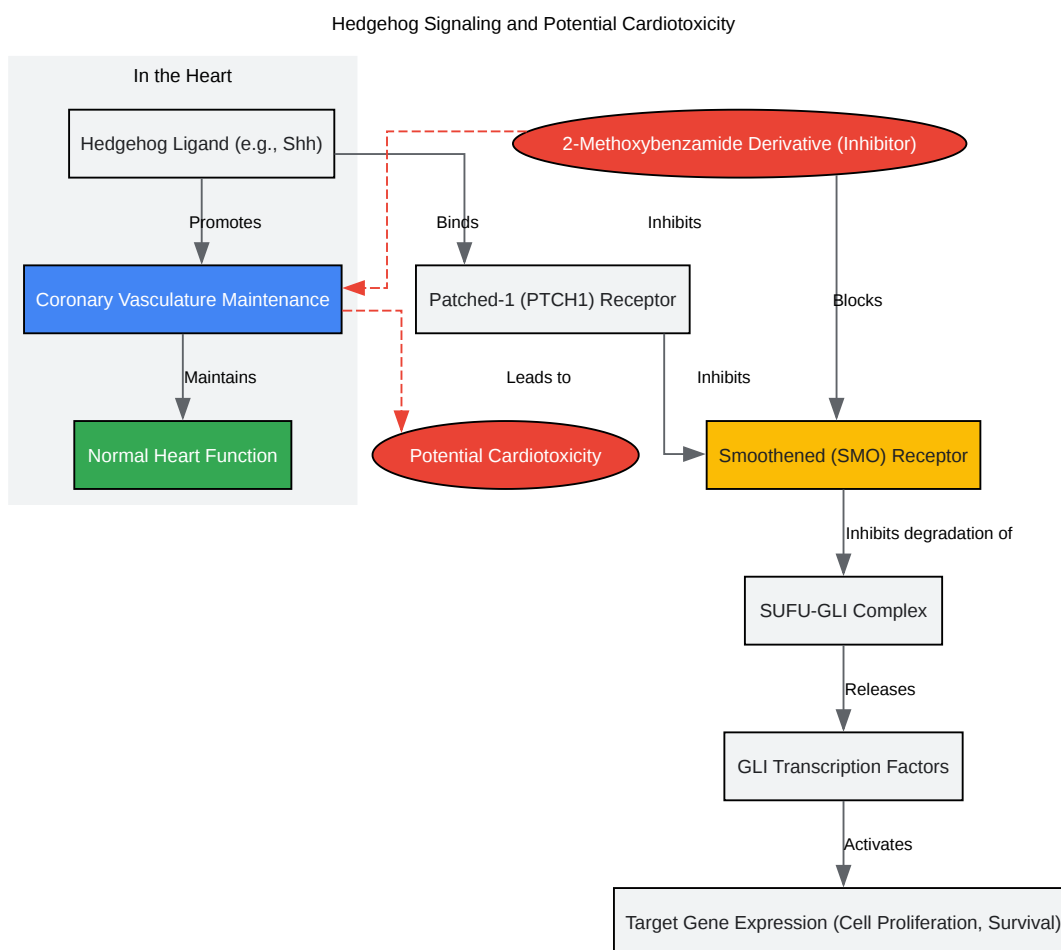 Hedgehog Signaling and Potential Cardiotoxicity
In the Heart
Hedgehog Ligand (e.g., Shh)
2-Methoxybenzamide Derivative (Inhibitor)
Promotes
Binds
Inhibits
Coronary Vasculature Maintenance
Patched-1 (PTCH1) Receptor
Blocks
Maintains
Leads to
Inhibits
Normal Heart Function
Potential Cardiotoxicity
Smoothened (SMO) Receptor
Inhibits degradation of
SUFU-GLI Complex
Releases
GLI Transcription Factors
Activates
Target Gene Expression (Cell Proliferation, Survival)